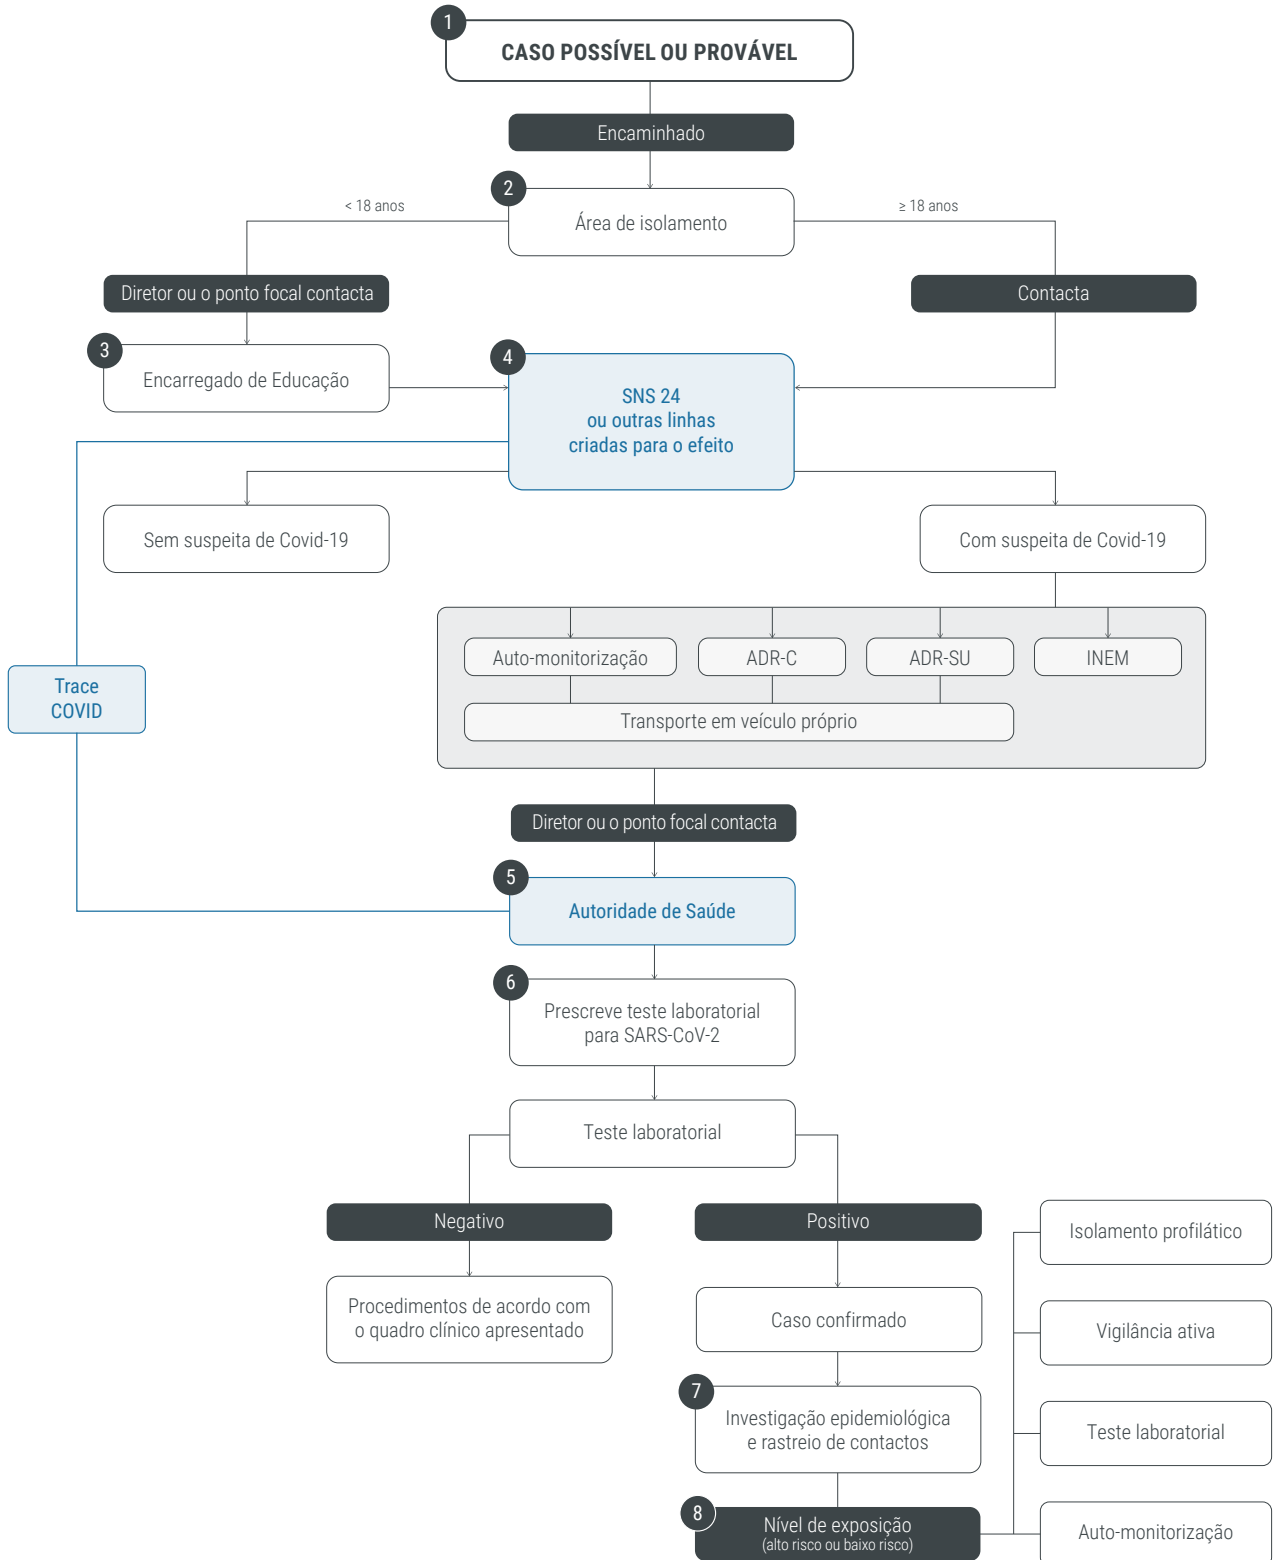 1
CASO POSSÍVEL OU PROVÁVEL
Encaminhado
2
Área de isolamento
< 18 anos
≥ 18 anos
Diretor ou o ponto focal contacta
Contacta
3
Encarregado de Educação
4
SNS 24
ou outras linhas
criadas para o efeito
Sem suspeita de Covid-19
Com suspeita de Covid-19
Auto-monitorização
ADR-C
ADR-SU
INEM
Transporte em veículo próprio
Trace
COVID
Diretor ou o ponto focal contacta
5
Autoridade de Saúde
6
Prescreve teste laboratorial
para SARS-CoV-2
Teste laboratorial
Negativo
Positivo
Procedimentos de acordo com
o quadro clínico apresentado
Caso confirmado
7
Investigação epidemiológica
e rastreio de contactos
8
Nível de exposição
(alto risco ou baixo risco)
Isolamento profilático
Vigilância ativa
Teste laboratorial
Auto-monitorização